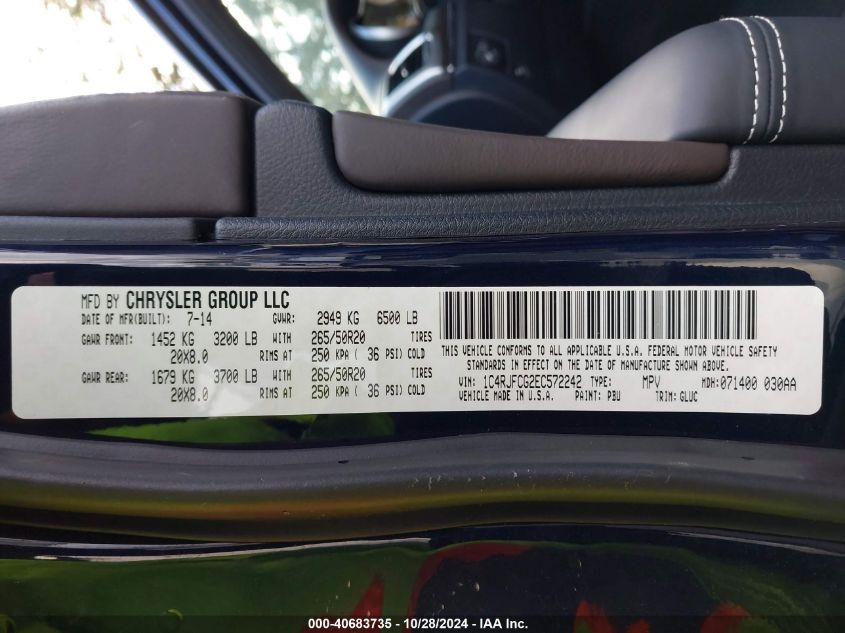 MFD BY CHRYSLER GROUP LLC
DATE OF MFR(BUILT): 7-14 GVWR: 2949 KG 6500 LB
GAWR FRONT: 1452 KG 3200 LB WITH 265/50R20 TIRES
20X8.0 RIMS AT 250 KPA ( 36 PSI) COLD
GAWR REAR: 1679 KG 3700 LB WITH 265/50R20 TIRES
20X8.0 RIMS AT 250 KPA ( 36 PSI) COLD
THIS VEHICLE CONFORMS TO ALL APPLICABLE U.S.A. FEDERAL MOTOR VEHICLE SAFETY
STANDARDS IN EFFECT ON THE DATE OF MANUFACTURE SHOWN ABOVE.
VIN: 1C4RJFCG2EC572242 TYPE: MPV MDH: 071400 030AA
VEHICLE MADE IN U.S.A. PAINT: PBU TRIM: GLUC
000-40683735 - 10/28/2024 - IAA Inc.